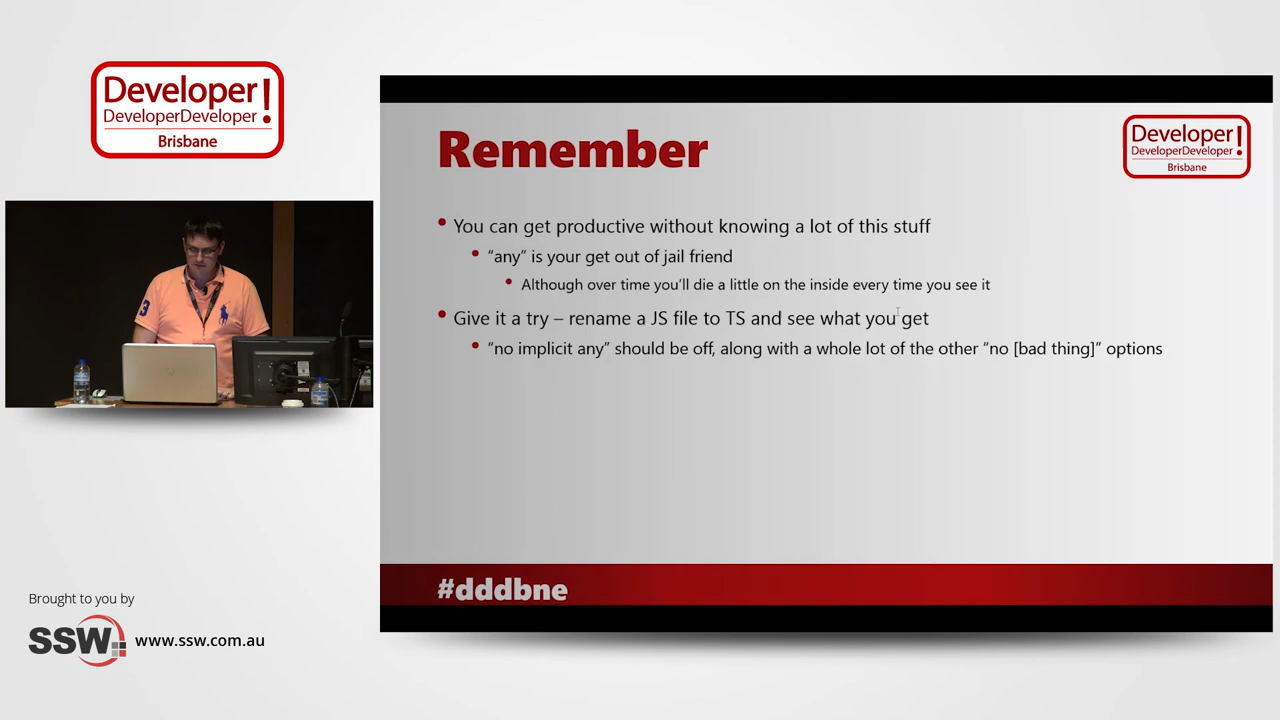 Developer!
DeveloperDeveloper
Brisbane
Remember
Developer!
DeveloperDeveloper
Brisbane
• You can get productive without knowing a lot of this stuff
• “any” is your get out of jail friend
• Although over time you’ll die a little on the inside every time you see it
• Give it a try – rename a JS file to TS and see what you get
• “no implicit any” should be off, along with a whole lot of the other “no [bad thing]” options
3
#dddbne
Brought to you by
SSW
www.ssw.com.au